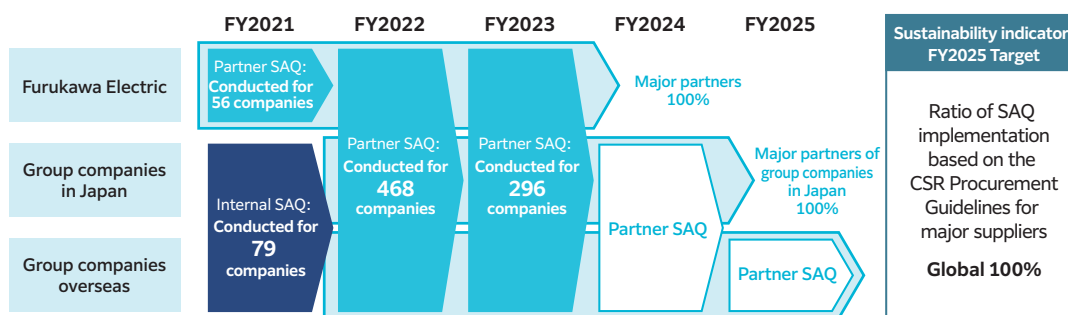 FY2021
FY2022
FY2023
FY2024
FY2025
Furukawa Electric
Group companies
in Japan
Group companies
overseas
Partner SAQ:
Conducted for
56 companies
Internal SAQ:
Conducted for
79
companies
Partner SAQ:
Conducted for
468
companies
Partner SAQ:
Conducted for
296
companies
Partner SAQ
Partner SAQ
Major partners
100%
Major partners of
group companies
in Japan
100%
Sustainability indicator
FY2025 Target
Ratio of SAQ
implementation
based on the
CSR Procurement
Guidelines for
major suppliers
Global 100%